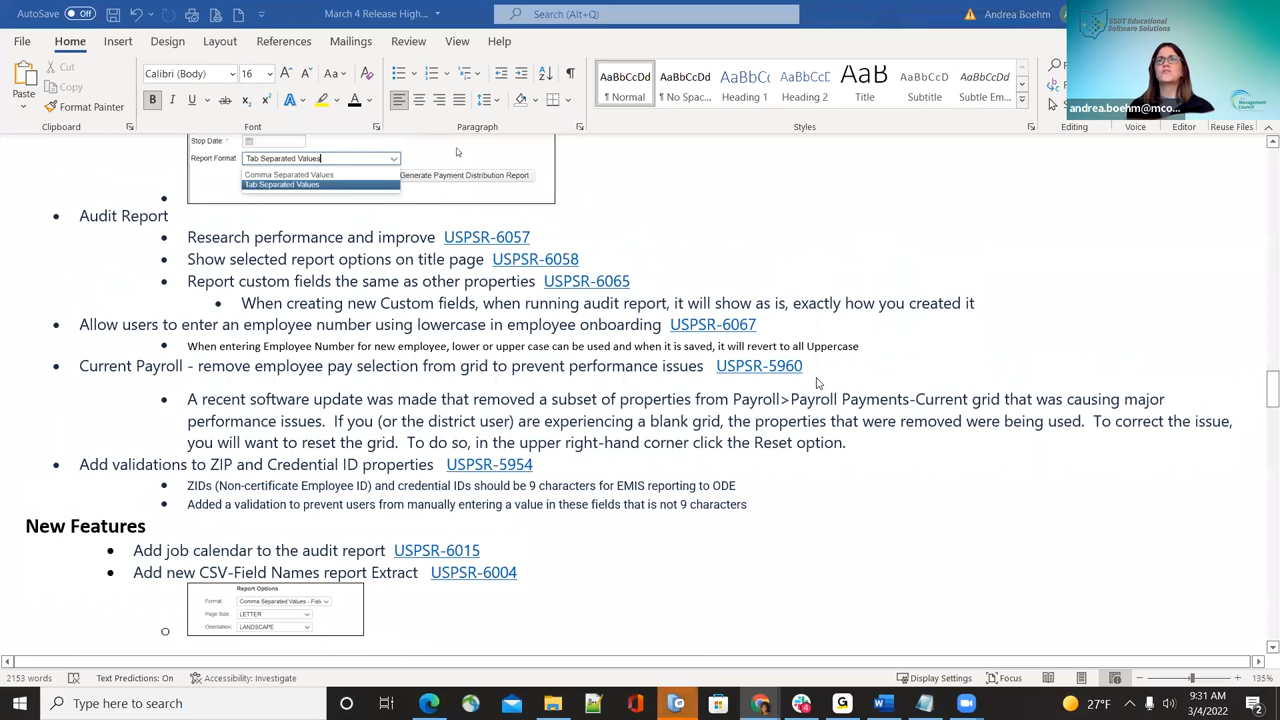 AutoSave Off
Search (Alt+Q)
Andrea Boehm
SSDT Educational
Software Solutions
File Home Insert Design Layout References Mailings Review View Help
Paste
Cut
Copy
Format Painter
Clipboard
Calibri (Body) 16
Font
Paragraph
AaBbCcDd AaBbCcDd AaBbC AaBbCcE AaB AaBbCcD AaBbCcDd
¶ Normal ¶ No Spac... Heading 1 Heading 2 Title Subtitle Subtle Em...
Styles
andrea.boehm@mco...
Management
Council
Editing Voice Editor Reuse Files
Stop Date: *
Report Format Tab Separated Values
Comma Separated Values
Tab Separated Values
Generate Payment Distribution Report
• Audit Report
• Research performance and improve USPSR-6057
• Show selected report options on title page USPSR-6058
• Report custom fields the same as other properties USPSR-6065
• When creating new Custom fields, when running audit report, it will show as is, exactly how you created it
• Allow users to enter an employee number using lowercase in employee onboarding USPSR-6067
• When entering Employee Number for new employee, lower or upper case can be used and when it is saved, it will revert to all Uppercase
• Current Payroll - remove employee pay selection from grid to prevent performance issues USPSR-5960
• A recent software update was made that removed a subset of properties from Payroll>Payroll Payments-Current grid that was causing major
performance issues. If you (or the district user) are experiencing a blank grid, the properties that were removed were being used. To correct the issue,
you will want to reset the grid. To do so, in the upper right-hand corner click the Reset option.
• Add validations to ZIP and Credential ID properties USPSR-5954
• ZIDs (Non-certificate Employee ID) and credential IDs should be 9 characters for EMIS reporting to ODE
• Added a validation to prevent users from manually entering a value in these fields that is not 9 characters
New Features
• Add job calendar to the audit report USPSR-6015
• Add new CSV-Field Names report Extract USPSR-6004
Report Options
Format: Comma Separated Values - Fiel
Page Size: LETTER
Orientation: LANDSCAPE
2153 words Text Predictions: On Accessibility: Investigate Display Settings Focus 135%
Type here to search
27°F
9:31 AM
3/4/2022